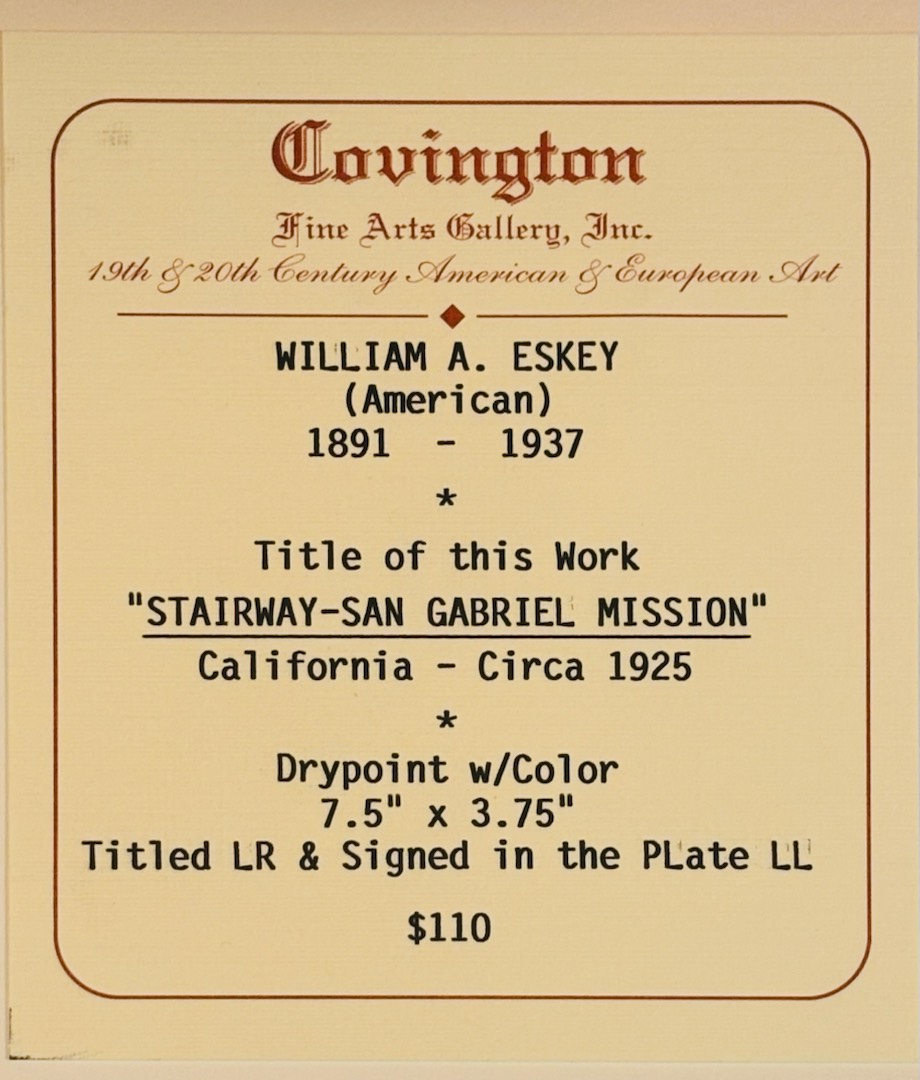 Covington
Fine Arts Gallery, Inc.
19th & 20th Century American & European Art
WILLIAM A. ESKEY
(American)
1891 - 1937
*
Title of this Work
"STAIRWAY-SAN GABRIEL MISSION"
California - Circa 1925
*
Drypoint w/Color
7.5" x 3.75"
Titled LR & Signed in the PLate LL
$110